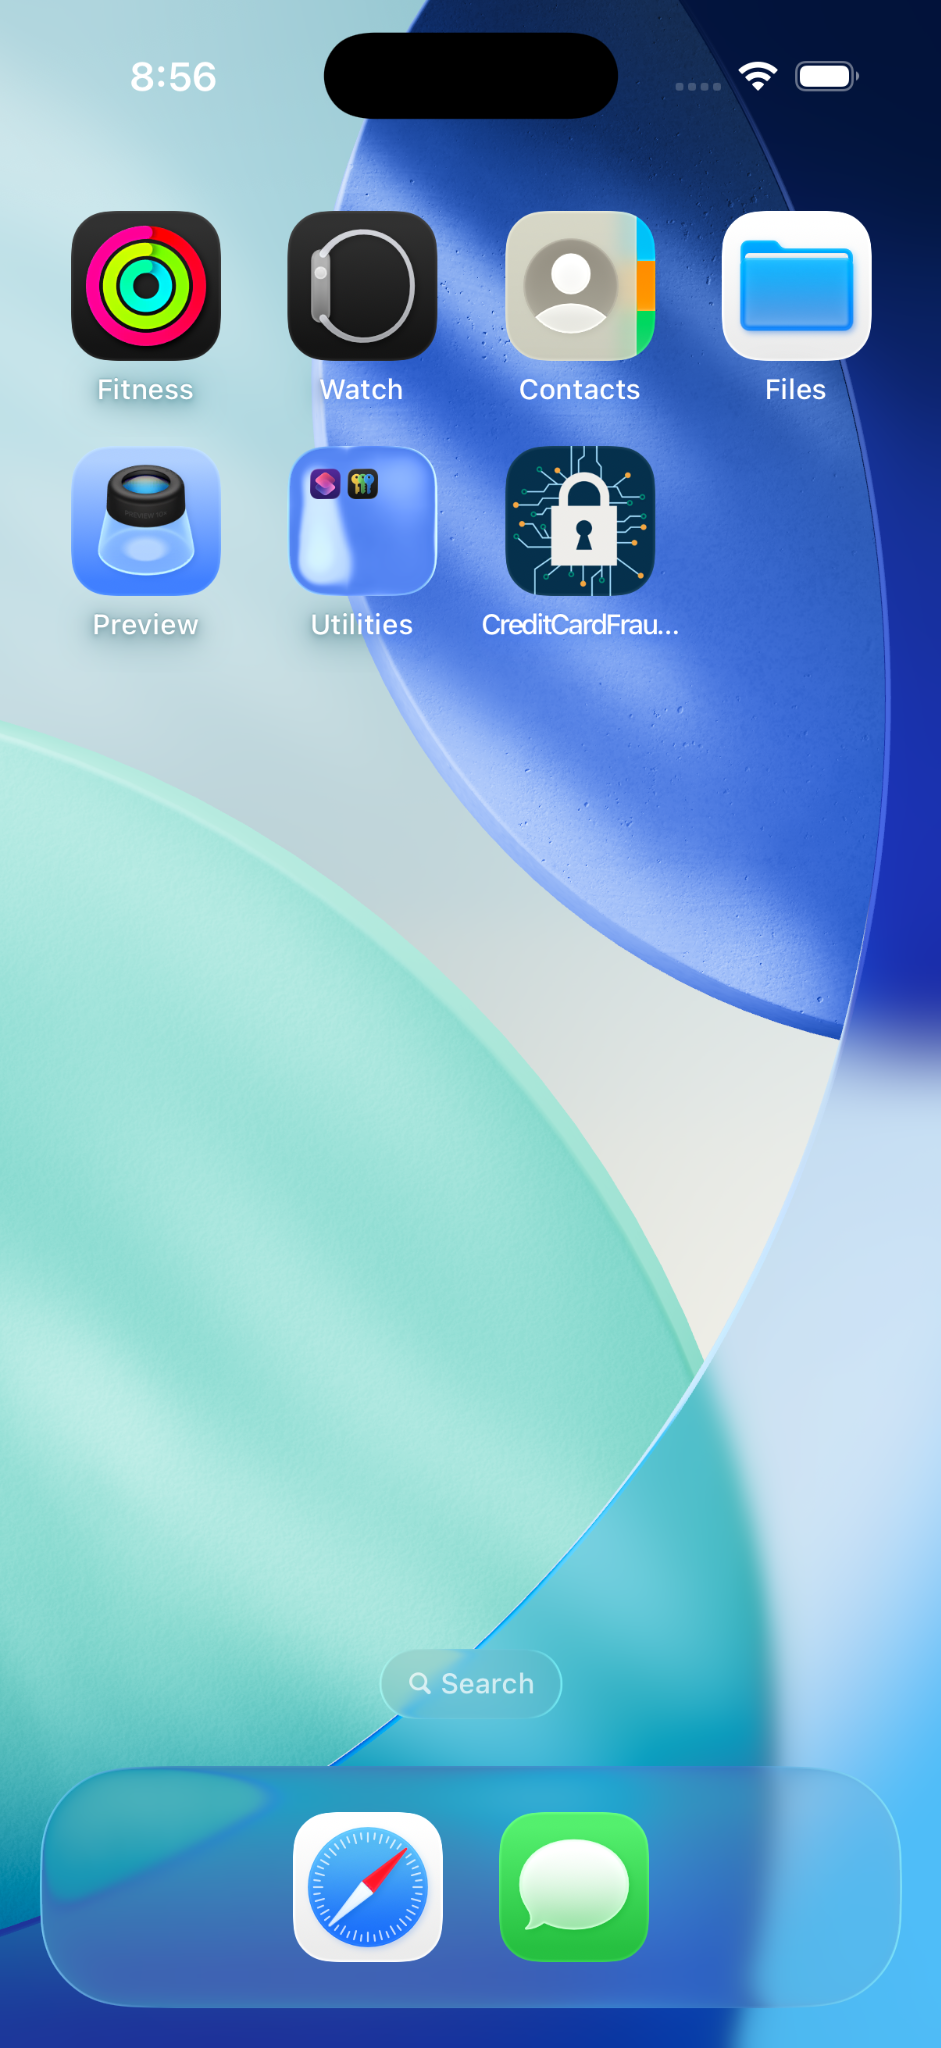 8:56
Fitness
Watch
Contacts
Files
Preview
Utilities
CreditCardFrau...
Search